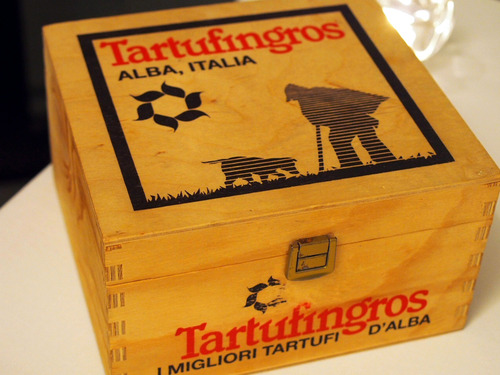 Tartufingros
ALBA, ITALIA
Tartufingros
I MIGLIORI TARTUFI D'ALBA